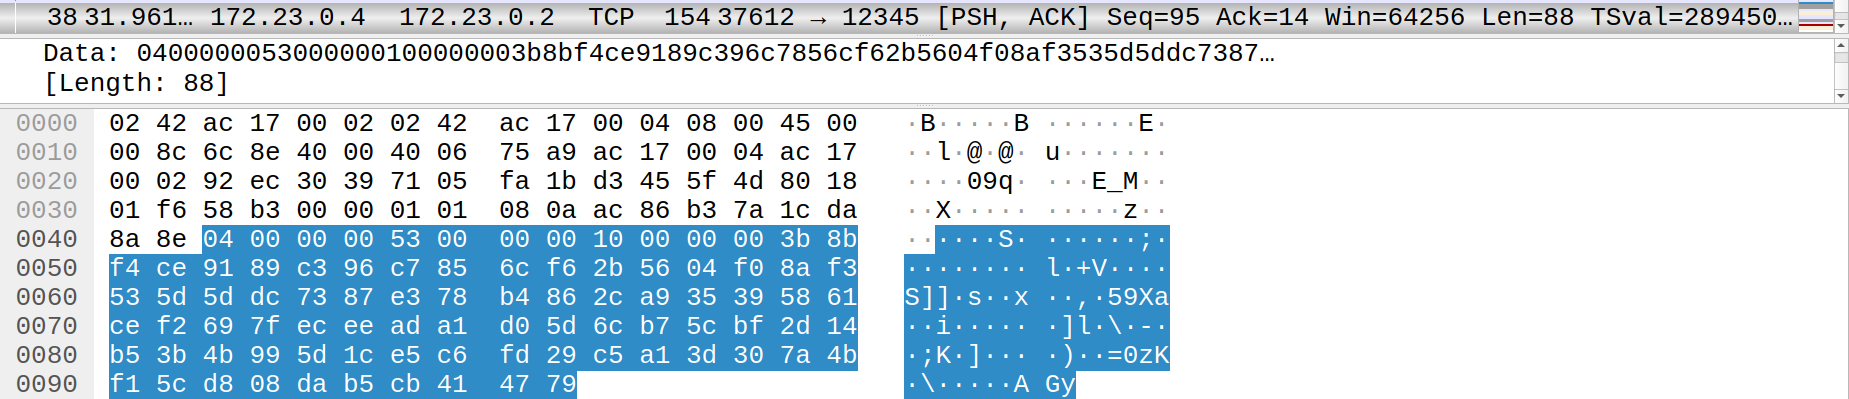 38 31.961… 172.23.0.4 172.23.0.2 TCP 154 37612 → 12345 [PSH, ACK] Seq=95 Ack=14 Win=64256 Len=88 TSval=289450…
Data: 0400000053000000100000003b8bf4ce9189c396c7856cf62b5604f08af3535d5ddc7387…
[Length: 88]
0000 02 42 ac 17 00 02 02 42 ac 17 00 04 08 00 45 00 ·B·····B ······E·
0010 00 8c 6c 8e 40 00 40 06 75 a9 ac 17 00 04 ac 17 ··l·@·@· u·······
0020 00 02 92 ec 30 39 71 05 fa 1b d3 45 5f 4d 80 18 ····09q· ···E_M··
0030 01 f6 58 b3 00 00 01 01 08 0a ac 86 b3 7a 1c da ··X····· ·····z··
0040 8a 8e 04 00 00 00 53 00 00 00 10 00 00 00 3b 8b ······S· ······;·
0050 f4 ce 91 89 c3 96 c7 85 6c f6 2b 56 04 f0 8a f3 ········ l·+V····
0060 53 5d 5d dc 73 87 e3 78 b4 86 2c a9 35 39 58 61 S]]·s··x ··,·59Xa
0070 ce f2 69 7f ec ee ad a1 d0 5d 6c b7 5c bf 2d 14 ··i····· ·]l·\·-·
0080 b5 3b 4b 99 5d 1c e5 c6 fd 29 c5 a1 3d 30 7a 4b ·;K·]··· ·)··=0zK
0090 f1 5c d8 08 da b5 cb 41 47 79 ·\·····A Gy